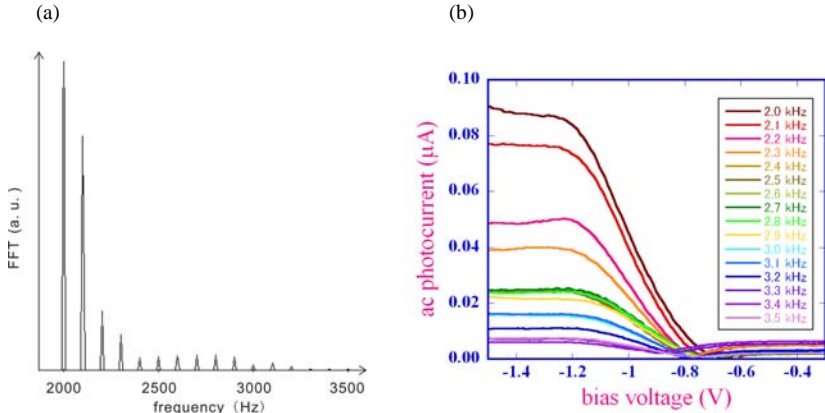 (a)
FFT (a. u.)
2000 2500 3000 3500
frequency (Hz)
(b)
ac photocurrent (μA)
0.10
0.08
0.06
0.04
0.02
0.00
2.0 kHz
2.1 kHz
2.2 kHz
2.3 kHz
2.4 kHz
2.5 kHz
2.6 kHz
2.7 kHz
2.8 kHz
2.9 kHz
3.0 kHz
3.1 kHz
3.2 kHz
3.3 kHz
3.4 kHz
3.5 kHz
-1.4 -1.2 -1 -0.8 -0.6 -0.4
bias voltage (V)